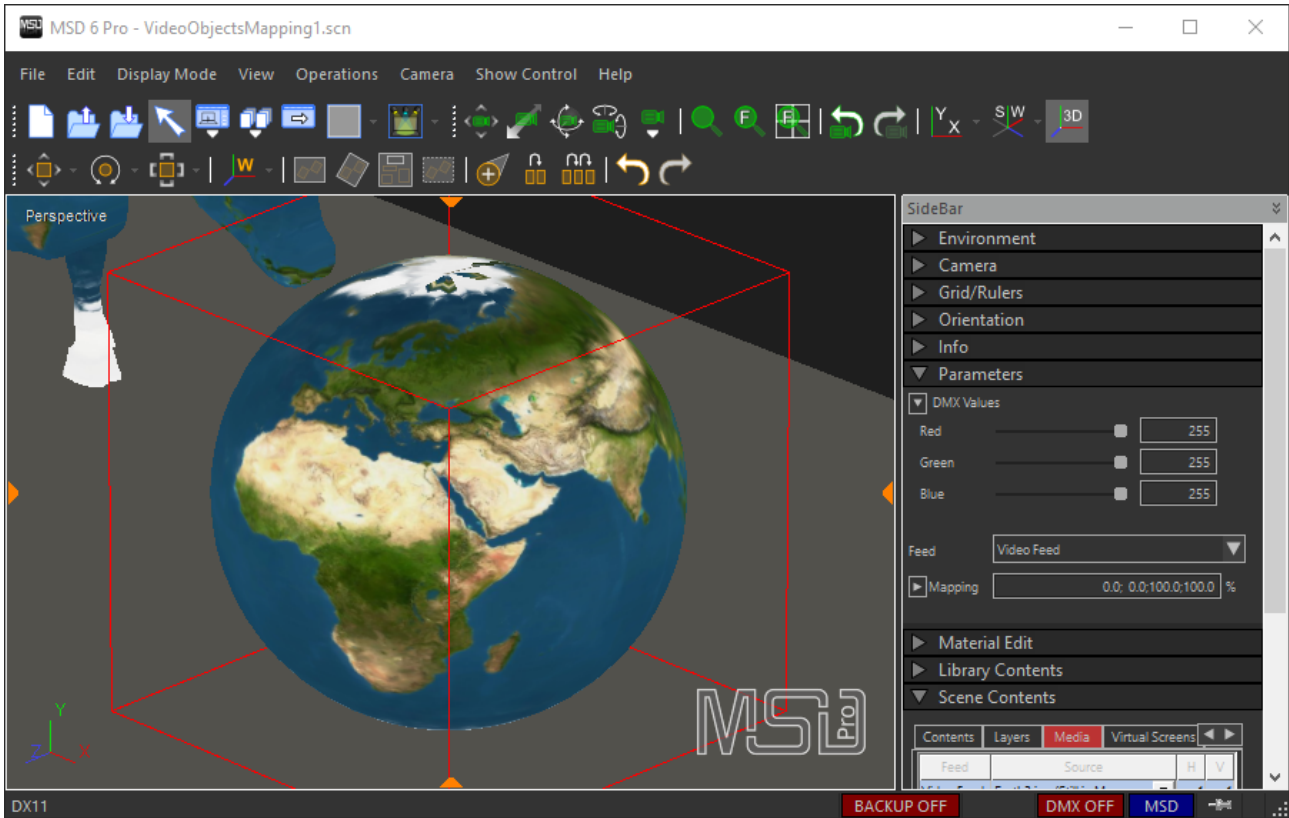 MSD 6 Pro - VideoObjectsMapping1.scn
File Edit Display Mode View Operations Camera Show Control Help
F F Y X S W 3D
W
Perspective
SideBar
Environment
Camera
Grid/Rulers
Orientation
Info
Parameters
DMX Values
Red 255
Green 255
Blue 255
Feed Video Feed
Mapping 0.0; 0.0;100.0;100.0 %
Material Edit
Library Contents
Scene Contents
Contents Layers Media Virtual Screens
Feed Source H V
MSD Pro
Y
Z X
DX11 BACKUP OFF DMX OFF MSD